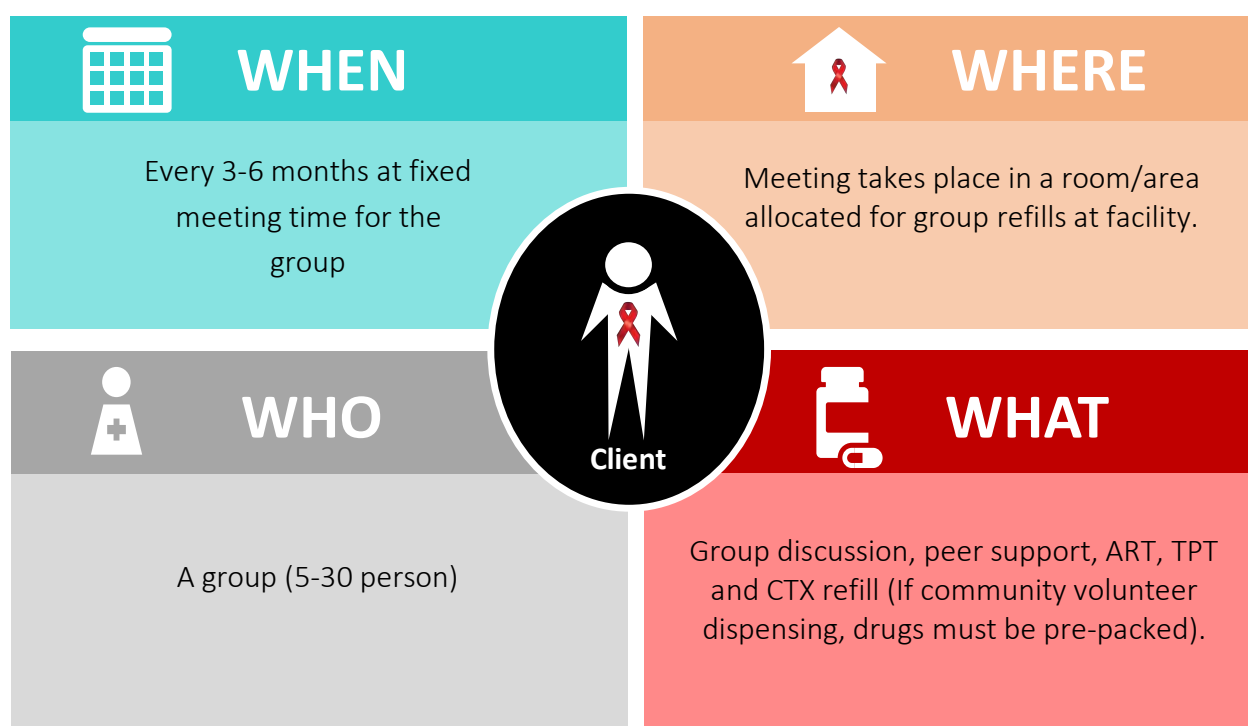 WHEN
Every 3-6 months at fixed
meeting time for the
group
WHERE
Meeting takes place in a room/area
allocated for group refills at facility.
Client
WHO
A group (5-30 person)
WHAT
Group discussion, peer support, ART, TPT
and CTX refill (If community volunteer
dispensing, drugs must be pre-packed).